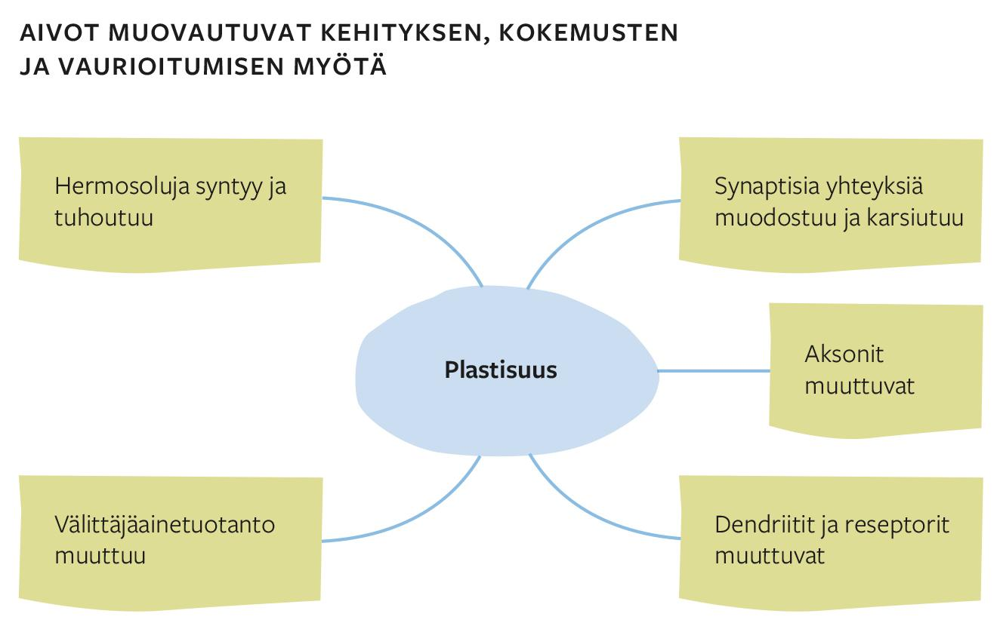 AIVOT MUOVAUTUVAT KEHITYKSEN, KOKEMUSTEN
JA VAURIOITUMISEN MYÖTÄ
Hermosoluja syntyy ja
tuhoutuu
Synaptisia yhteyksiä
muodostuu ja karsiutuu
Plastisuus
Aksonit
muuttuvat
Välittäjäainetuotanto
muuttuu
Dendriitit ja reseptorit
muuttuvat